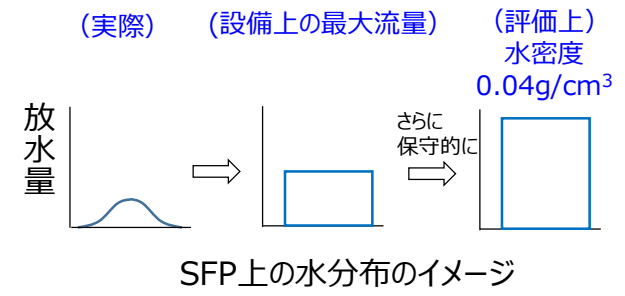 （実際）
（設備上の最大流量）
（評価上）
水密度
0.04g/cm³
放水量
さらに
保守的に
SFP上の水分布のイメージ